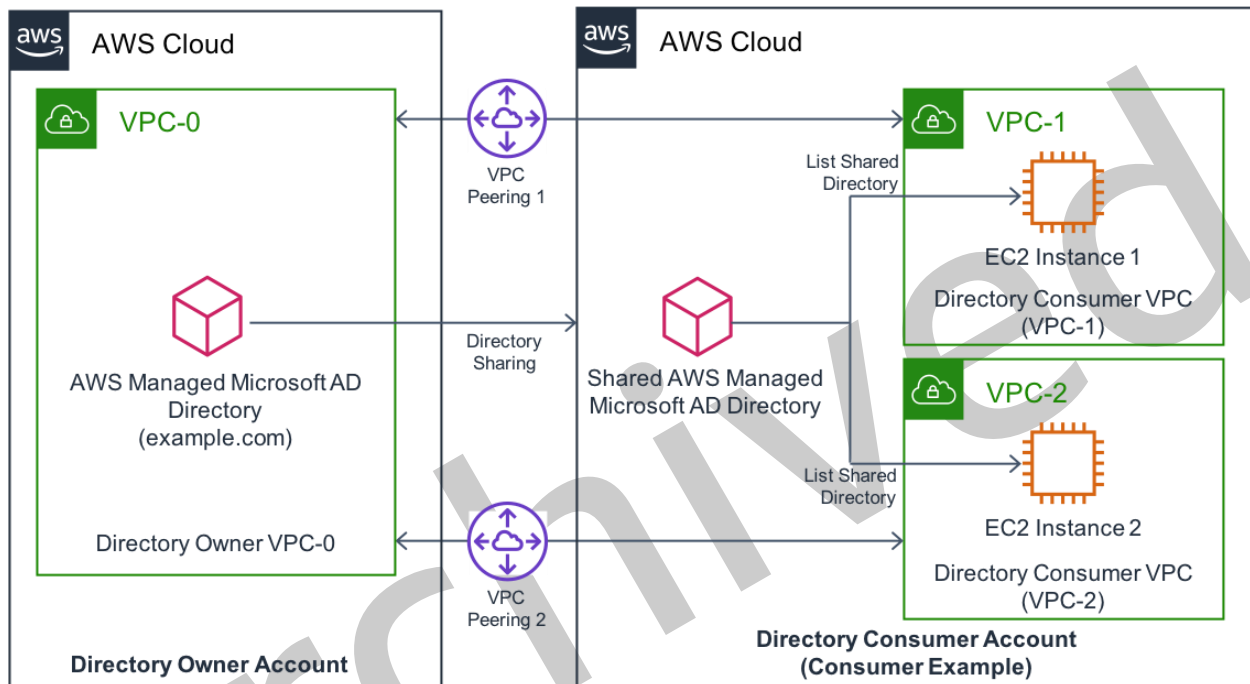 aws
AWS Cloud
VPC-0
AWS Managed Microsoft AD
Directory
(example.com)
Directory Owner VPC-0
Directory Owner Account
VPC
Peering 1
Directory
Sharing
VPC
Peering 2
aws
AWS Cloud
Shared AWS Managed
Microsoft AD Directory
List Shared
Directory
VPC-1
EC2 Instance 1
Directory Consumer VPC
(VPC-1)
List Shared
Directory
VPC-2
EC2 Instance 2
Directory Consumer VPC
(VPC-2)
Directory Consumer Account
(Consumer Example)
rchived